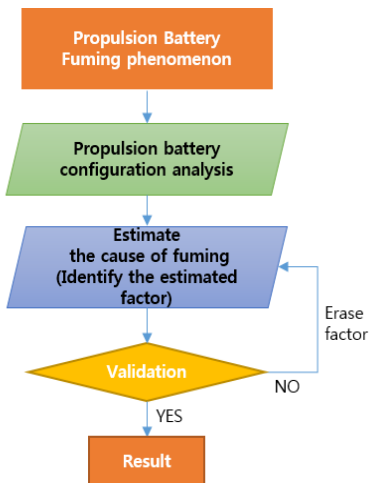 Propulsion Battery
Fuming phenomenon
Propulsion battery
configuration analysis
Estimate
the cause of fuming
(Identify the estimated
factor)
Erase
factor
Validation
NO
YES
Result